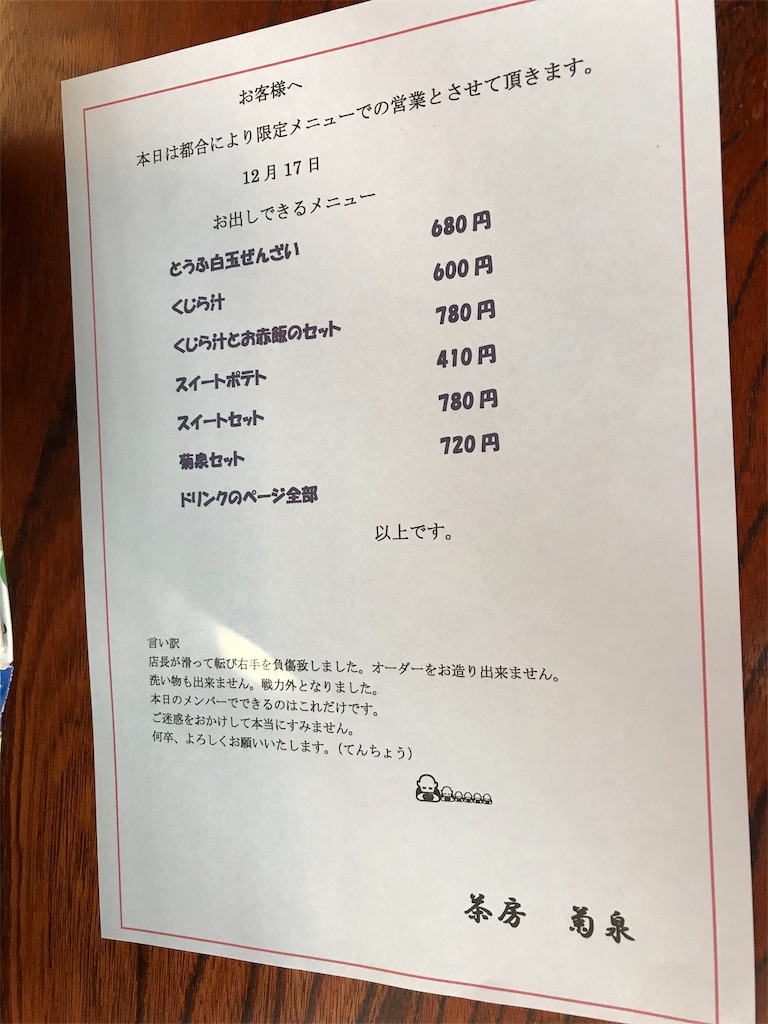 お客様へ
本日は都合により限定メニューでの営業とさせて頂きます。
12月17日
お出しできるメニュー
とうふ白玉ぜんざい 680円
くじら汁 600円
くじら汁とお赤飯のセット 780円
スイートポテト 410円
スイートセット 780円
菊泉セット 720円
ドリンクのページ全部
以上です。
言い訳
店長が滑って転び右手を負傷致しました。オーダーをお造り出来ません。
洗い物も出来ません。戦力外となりました。
本日のメンバーでできるのはこれだけです。
ご迷惑をおかけして本当にすみません。
何卒、よろしくお願いいたします。(てんちょう)
茶房 菊泉